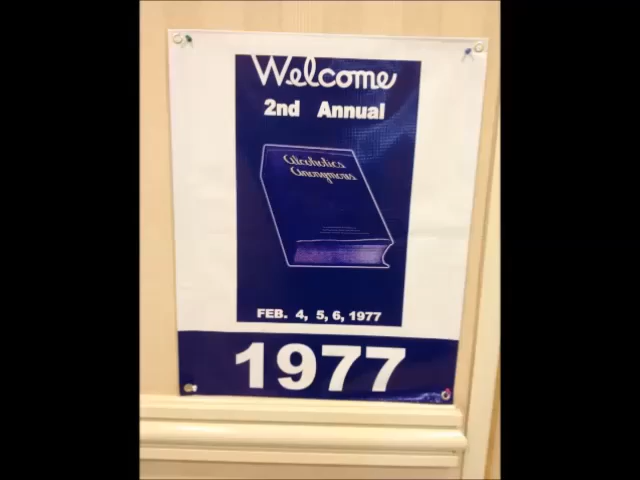 Welcome
2nd Annual
Alcoholics
Anonymous
FEB. 4, 5, 6, 1977
1977